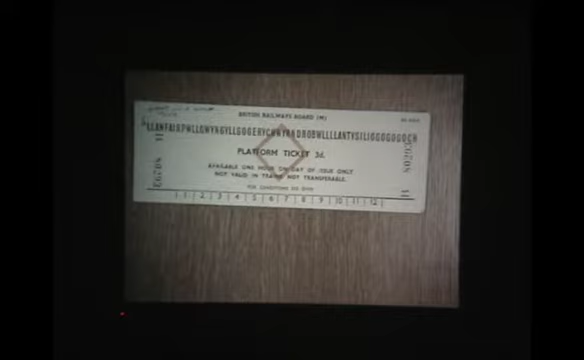 BRITISH RAILWAYS BOARD (M)
LLANFAIRPWLLGWYNGYLLGOGERYCHWYRNDROBWLLLLANTYSILIOGOGOGOCH
PLATFORM TICKET 3d.
AVAILABLE ONE HOUR ON DAY OF ISSUE ONLY
NOT VALID IN TRAINS. NOT TRANSFERABLE.
FOR CONDITIONS SEE OVER
1 2 3 4 5 6 7 8 9 10 11 12